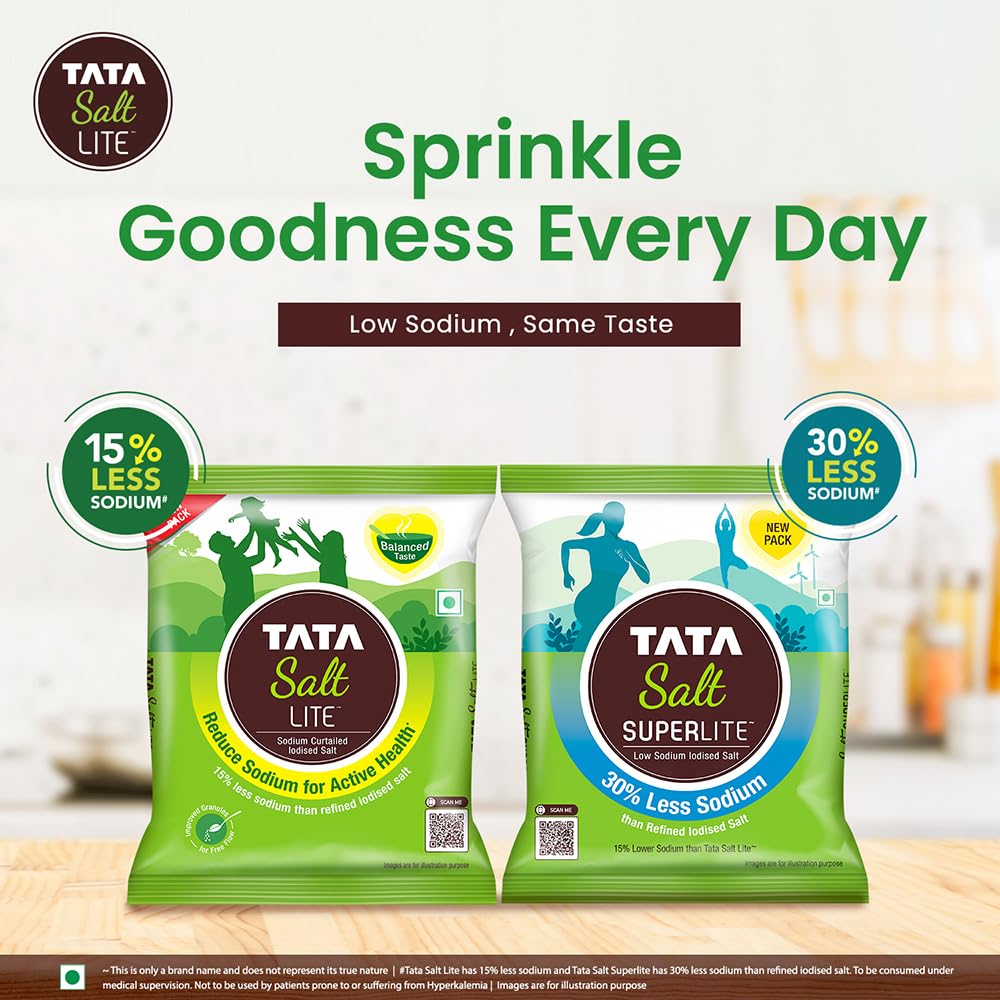 TATA
Salt
LITE~
Sprinkle
Goodness Every Day
Low Sodium , Same Taste
15%
LESS
SODIUM#
30%
LESS
SODIUM#
PACK
Balanced
Taste
TATA
Salt
LITE~
Sodium Curtailed
Iodised Salt
Reduce Sodium for Active Health*
15% less sodium than refined iodised salt
Improved Granules
for Free Flow
SCAN ME
Images are for illustration purpose
NEW
PACK
TATA
Salt
SUPERLITE~
Low Sodium Iodised Salt
30% Less Sodium
than Refined Iodised Salt
15% Lower Sodium than Tata Salt Lite~
SCAN ME
Images are for illustration purpose
~ This is only a brand name and does not represent its true nature | #Tata Salt Lite has 15% less sodium and Tata Salt Superlite has 30% less sodium than refined iodised salt. To be consumed under
medical supervision. Not to be used by patients prone to or suffering from Hyperkalemia | Images are for illustration purpose